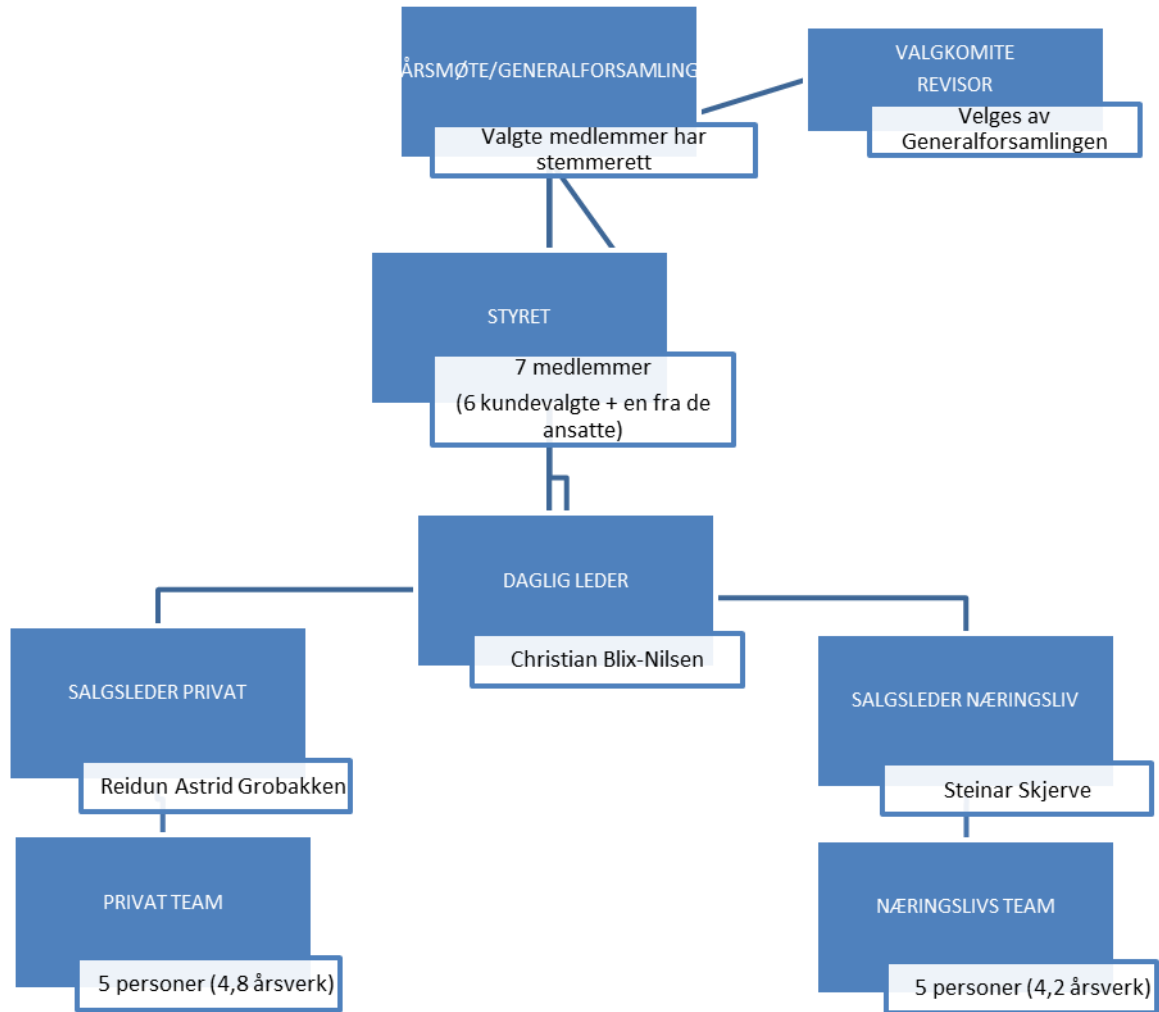 ÅRSMØTE/GENERALFORSAMLING
Valgte medlemmer har
stemmerett
VALGKOMITE
REVISOR
Velges av
Generalforsamlingen
STYRET
7 medlemmer
(6 kundevalgte + en fra de
ansatte)
DAGLIG LEDER
Christian Blix-Nilsen
SALGSLEDER PRIVAT
Reidun Astrid Grobakken
SALGSLEDER NÆRINGSLIV
Steinar Skjerve
PRIVAT TEAM
5 personer (4,8 årsverk)
NÆRINGSLIVS TEAM
5 personer (4,2 årsverk)